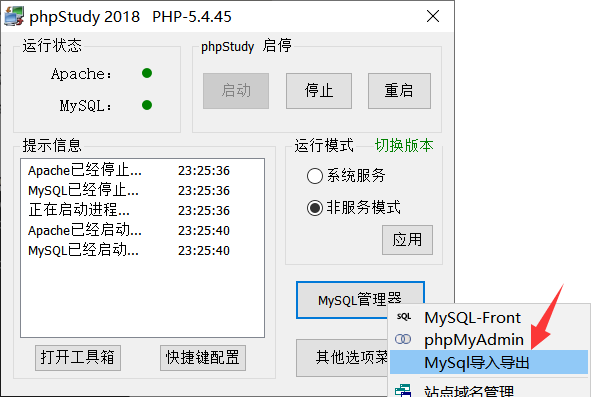 phpStudy 2018 PHP-5.4.45
运行状态
Apache:
MySQL:
phpStudy 启停
启动 停止 重启
提示信息
Apache已经停止... 23:25:36
MySQL已经停止... 23:25:36
正在启动进程... 23:25:36
Apache已经启动... 23:25:40
MySQL已经启动... 23:25:40
打开工具箱 快捷键配置
运行模式 切换版本
系统服务
非服务模式
应用
MySQL管理器
其他选项菜
SQL MySQL-Front
phpMyAdmin
MySql导入导出
站点域名管理